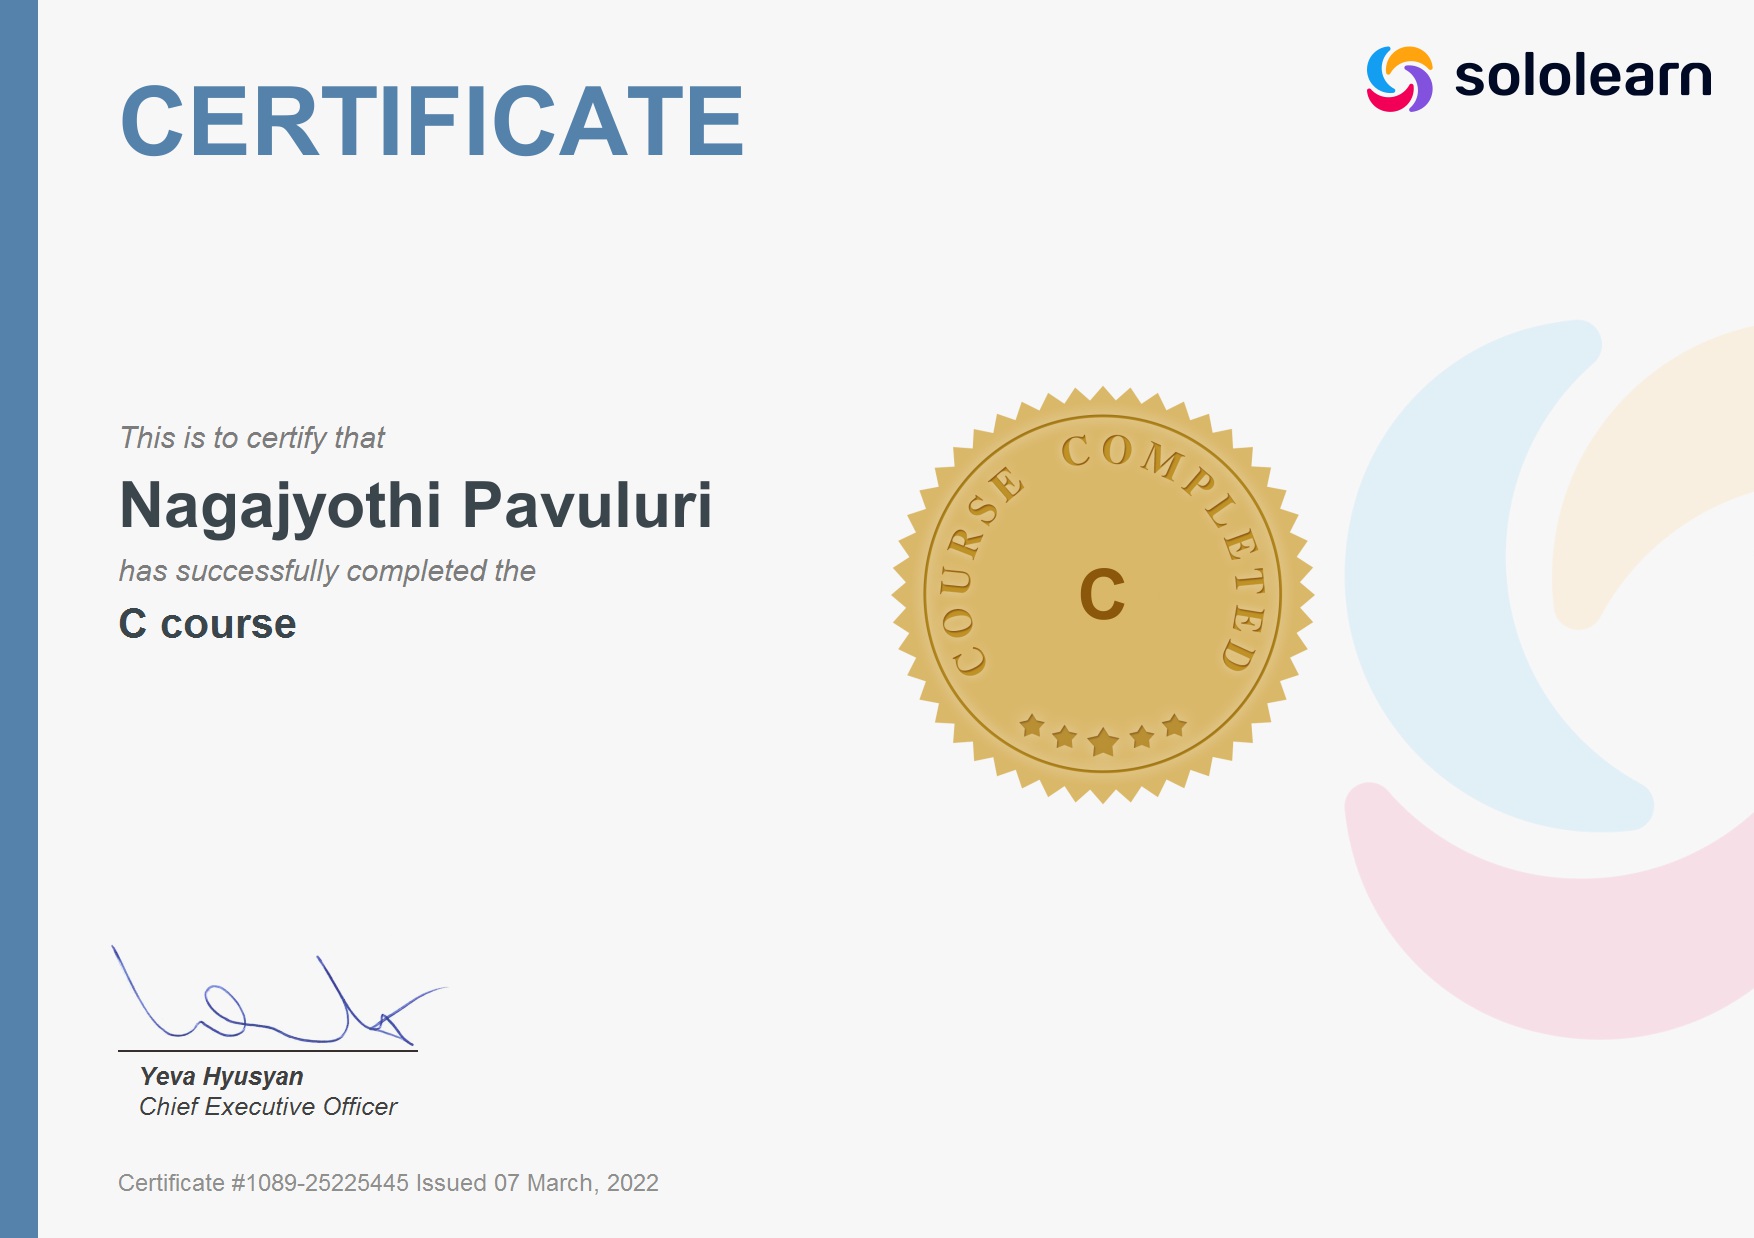 CERTIFICATE
sololearn
This is to certify that
Nagajyothi Pavuluri
has successfully completed the
C course
COURSE COMPLETED
C
Yeva Hyusyan
Chief Executive Officer
Certificate #1089-25225445 Issued 07 March, 2022